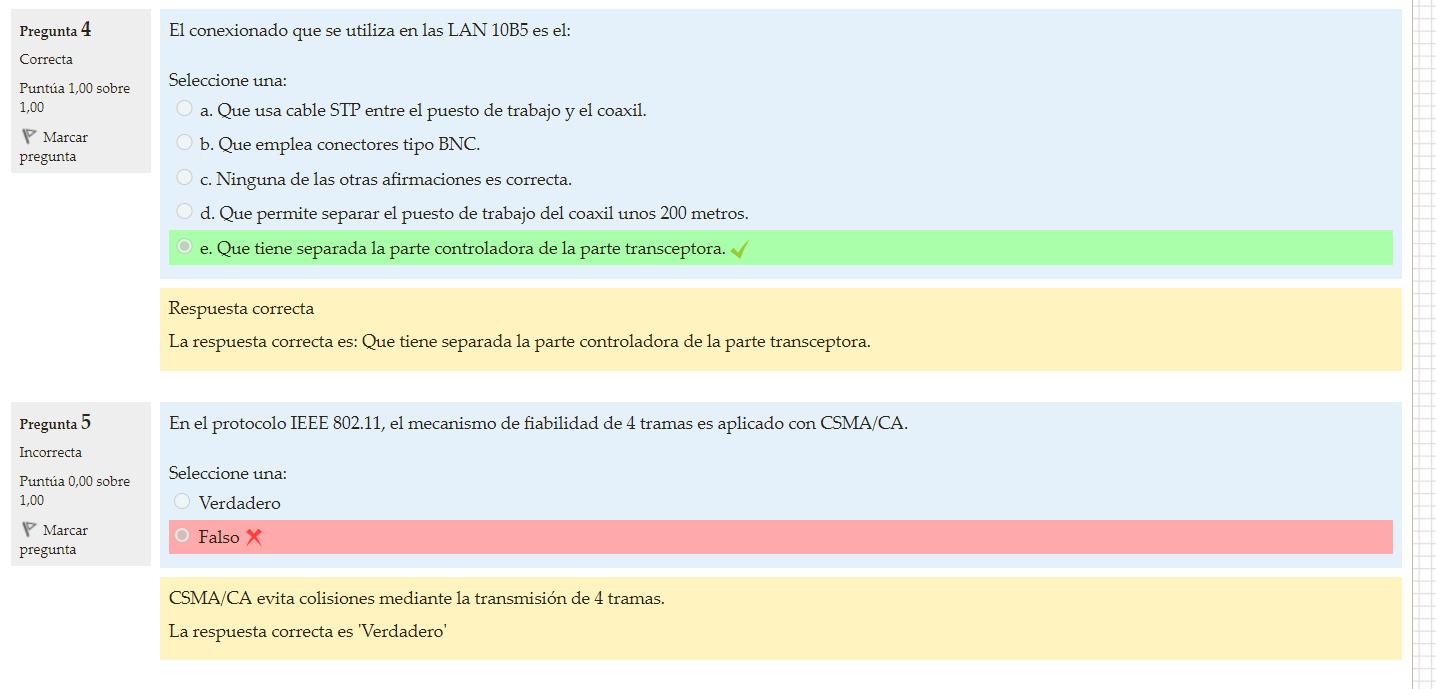 Pregunta 4
Correcta
Puntúa 1,00 sobre
1,00
Marcar
pregunta
El conexionado que se utiliza en las LAN 10B5 es el:
Seleccione una:
a. Que usa cable STP entre el puesto de trabajo y el coaxil.
b. Que emplea conectores tipo BNC.
c. Ninguna de las otras afirmaciones es correcta.
d. Que permite separar el puesto de trabajo del coaxil unos 200 metros.
e. Que tiene separada la parte controladora de la parte transceptora.
Respuesta correcta
La respuesta correcta es: Que tiene separada la parte controladora de la parte transceptora.
Pregunta 5
Incorrecta
Puntúa 0,00 sobre
1,00
Marcar
pregunta
En el protocolo IEEE 802.11, el mecanismo de fiabilidad de 4 tramas es aplicado con CSMA/CA.
Seleccione una:
Verdadero
Falso
CSMA/CA evita colisiones mediante la transmisión de 4 tramas.
La respuesta correcta es 'Verdadero'